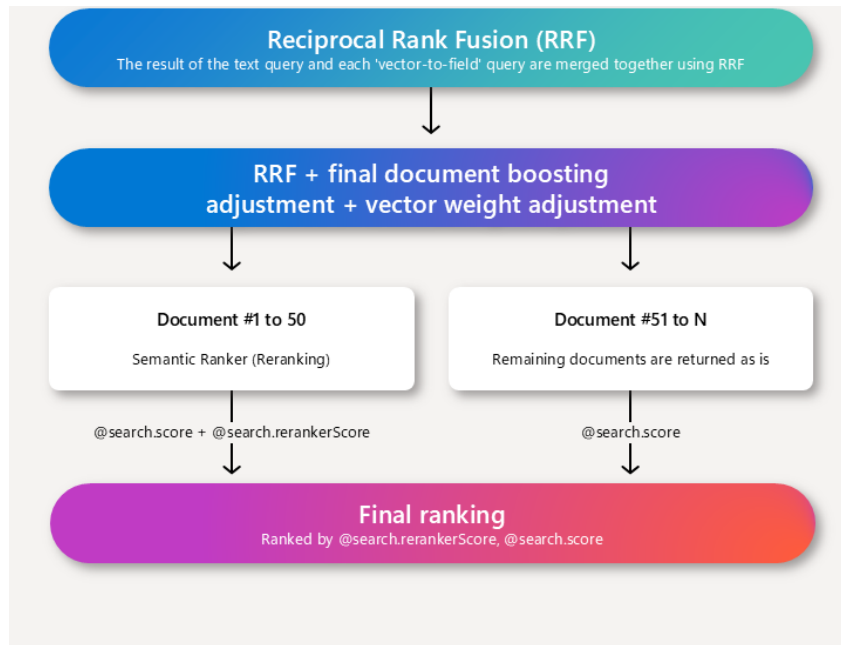 Reciprocal Rank Fusion (RRF)
The result of the text query and each 'vector-to-field' query are merged together using RRF
RRF + final document boosting
adjustment + vector weight adjustment
Document #1 to 50
Semantic Ranker (Reranking)
Document #51 to N
Remaining documents are returned as is
@search.score + @search.rerankerScore
@search.score
Final ranking
Ranked by @search.rerankerScore, @search.score